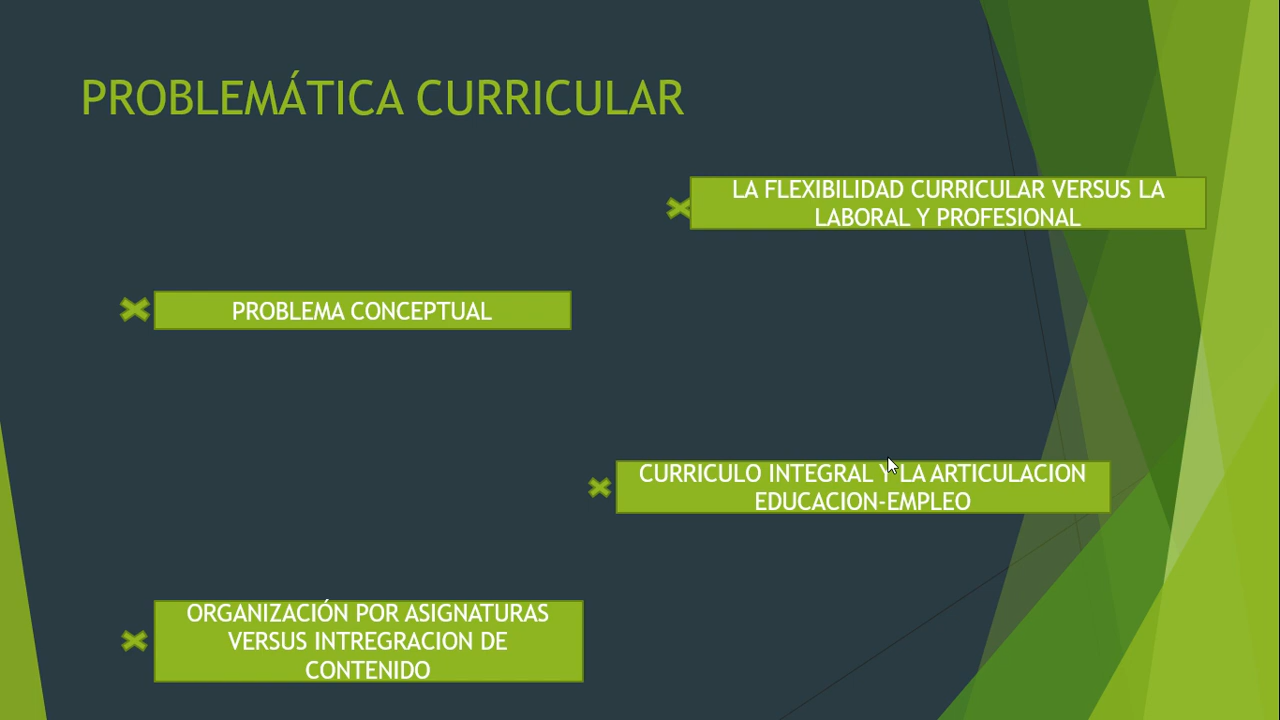 PROBLEMÁTICA CURRICULAR
LA FLEXIBILIDAD CURRICULAR VERSUS LA
LABORAL Y PROFESIONAL
PROBLEMA CONCEPTUAL
CURRICULO INTEGRAL Y LA ARTICULACION
EDUCACION-EMPLEO
ORGANIZACIÓN POR ASIGNATURAS
VERSUS INTREGRACION DE
CONTENIDO